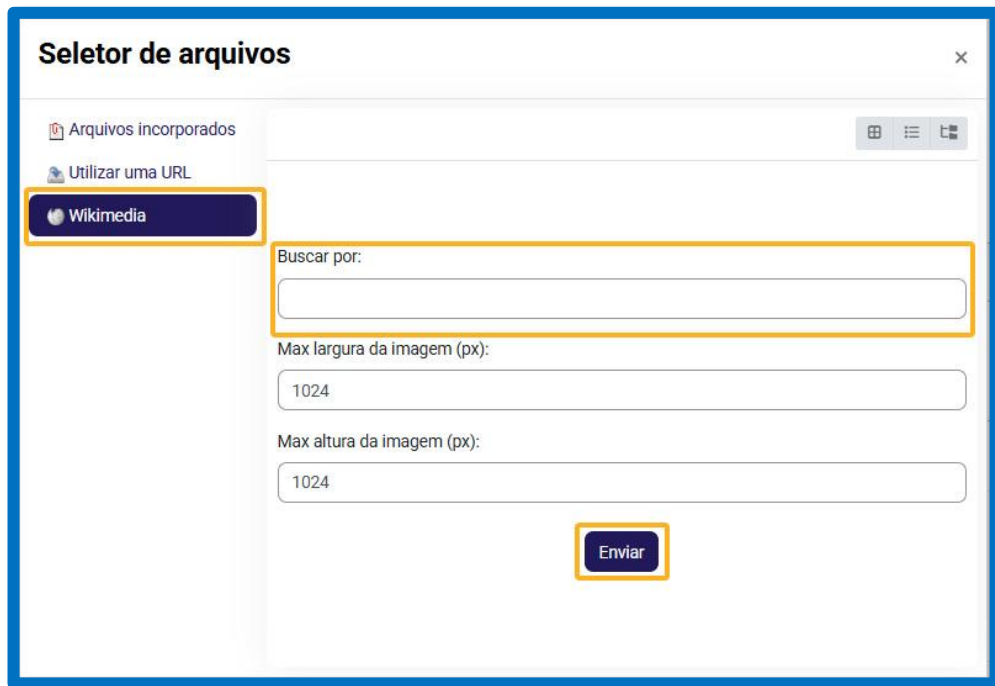 Seletor de arquivos
×
Arquivos incorporados
Utilizar uma URL
Wikimedia
Buscar por:
Max largura da imagem (px):
1024
Max altura da imagem (px):
1024
Enviar